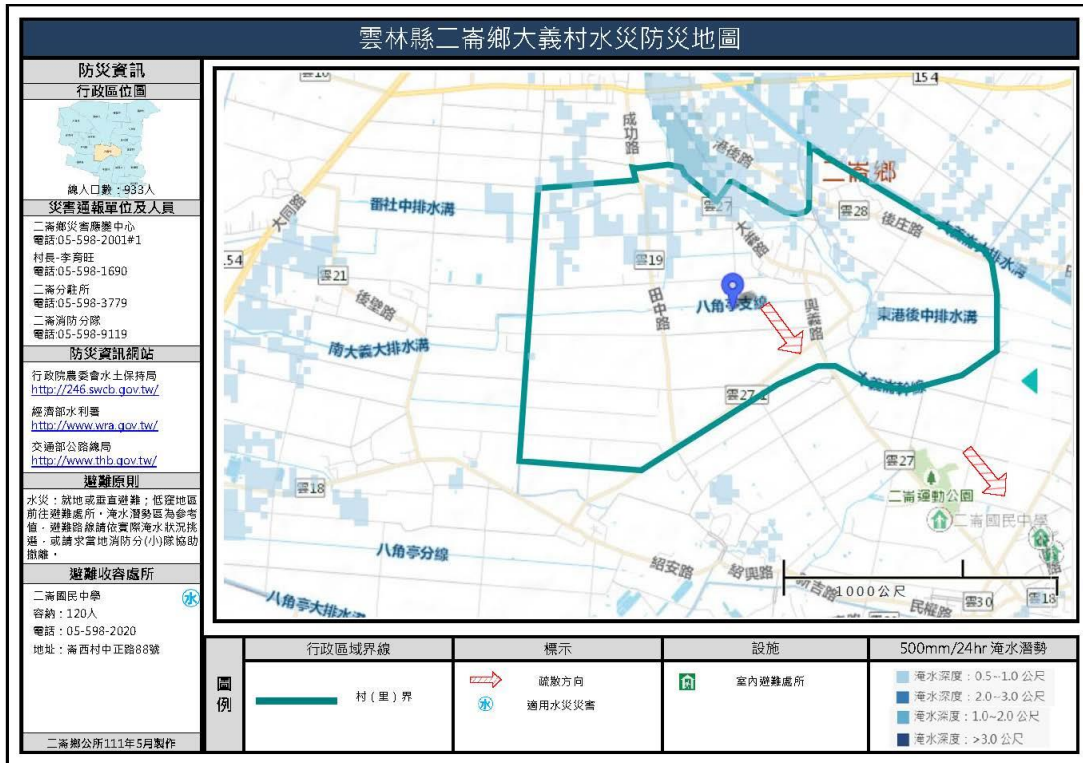 雲林縣二崙鄉大義村水災防災地圖
防災資訊
行政區位圖
總人口數：933人
災害通報單位及人員
二崙鄉災害應變中心
電話:05-598-2001#1
村長-李育旺
電話:05-598-1690
二崙分駐所
電話:05-598-3779
二崙消防分隊
電話:05-598-9119
防災資訊網站
行政院農委會水土保持局
http://246.swcb.gov.tw/
經濟部水利署
http://www.wra.gov.tw/
交通部公路總局
http://www.thb.gov.tw/
避難原則
水災：就地或垂直避難；低窪地區
前往避難處所，淹水潛勢區為參考
值，避難路線請依實際淹水狀況挑
選，或請求當地消防分(小)隊協助
撤離。
避難收容處所
二崙國民中學
水
容納：120人
電話：05-598-2020
地址：崙西村中正路88號
二崙鄉公所111年5月製作
154
成功路
港後路
二崙鄉
大同路
番社中排水溝
雲27
雲28
後庄路
大義崙大排水溝
154
雲21
後壁路
雲19
田中路
八角亭支線
興義路
東港後中排水溝
南大義大排水溝
雲27-1
大義崙幹線
雲18
雲27
二崙運動公園
二崙國民中學
八角亭分線
紹安路
紹興路
新吉路
1000公尺
民權路
雲30
雲18
八角亭大排水溝
圖例
行政區域界線
標示
設施
500mm/24hr 淹水潛勢
村（里）界
疏散方向
水
適用水災災害
室內避難處所
淹水深度：0.5~1.0 公尺
淹水深度：2.0~3.0 公尺
淹水深度：1.0~2.0 公尺
淹水深度：>3.0 公尺